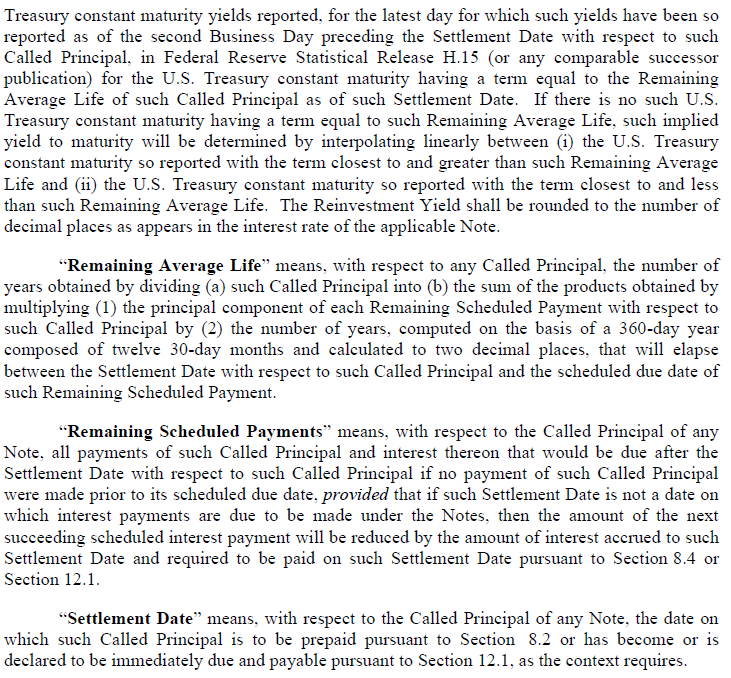 Treasury constant maturity yields reported, for the latest day for which such yields have been so
reported as of the second Business Day preceding the Settlement Date with respect to such
Called Principal, in Federal Reserve Statistical Release H.15 (or any comparable successor
publication) for the U.S. Treasury constant maturity having a term equal to the Remaining
Average Life of such Called Principal as of such Settlement Date.  If there is no such U.S.
Treasury constant maturity having a term equal to such Remaining Average Life, such implied
yield to maturity will be determined by interpolating linearly between (i) the U.S. Treasury
constant maturity so reported with the term closest to and greater than such Remaining Average
Life and (ii) the U.S. Treasury constant maturity so reported with the term closest to and less
than such Remaining Average Life.  The Reinvestment Yield shall be rounded to the number of
decimal places as appears in the interest rate of the applicable Note.
“Remaining Average Life” means, with respect to any Called Principal, the number of
years obtained by dividing (a) such Called Principal into (b) the sum of the products obtained by
multiplying (1) the principal component of each Remaining Scheduled Payment with respect to
such Called Principal by (2) the number of years, computed on the basis of a 360-day year
composed of twelve 30-day months and calculated to two decimal places, that will elapse
between the Settlement Date with respect to such Called Principal and the scheduled due date of
such Remaining Scheduled Payment.
“Remaining Scheduled Payments” means, with respect to the Called Principal of any
Note, all payments of such Called Principal and interest thereon that would be due after the
Settlement Date with respect to such Called Principal if no payment of such Called Principal
were made prior to its scheduled due date, provided that if such Settlement Date is not a date on
which interest payments are due to be made under the Notes, then the amount of the next
succeeding scheduled interest payment will be reduced by the amount of interest accrued to such
Settlement Date and required to be paid on such Settlement Date pursuant to Section 8.4 or
Section 12.1.
“Settlement Date” means, with respect to the Called Principal of any Note, the date on
which such Called Principal is to be prepaid pursuant to Section 8.2 or has become or is
declared to be immediately due and payable pursuant to Section 12.1, as the context requires.